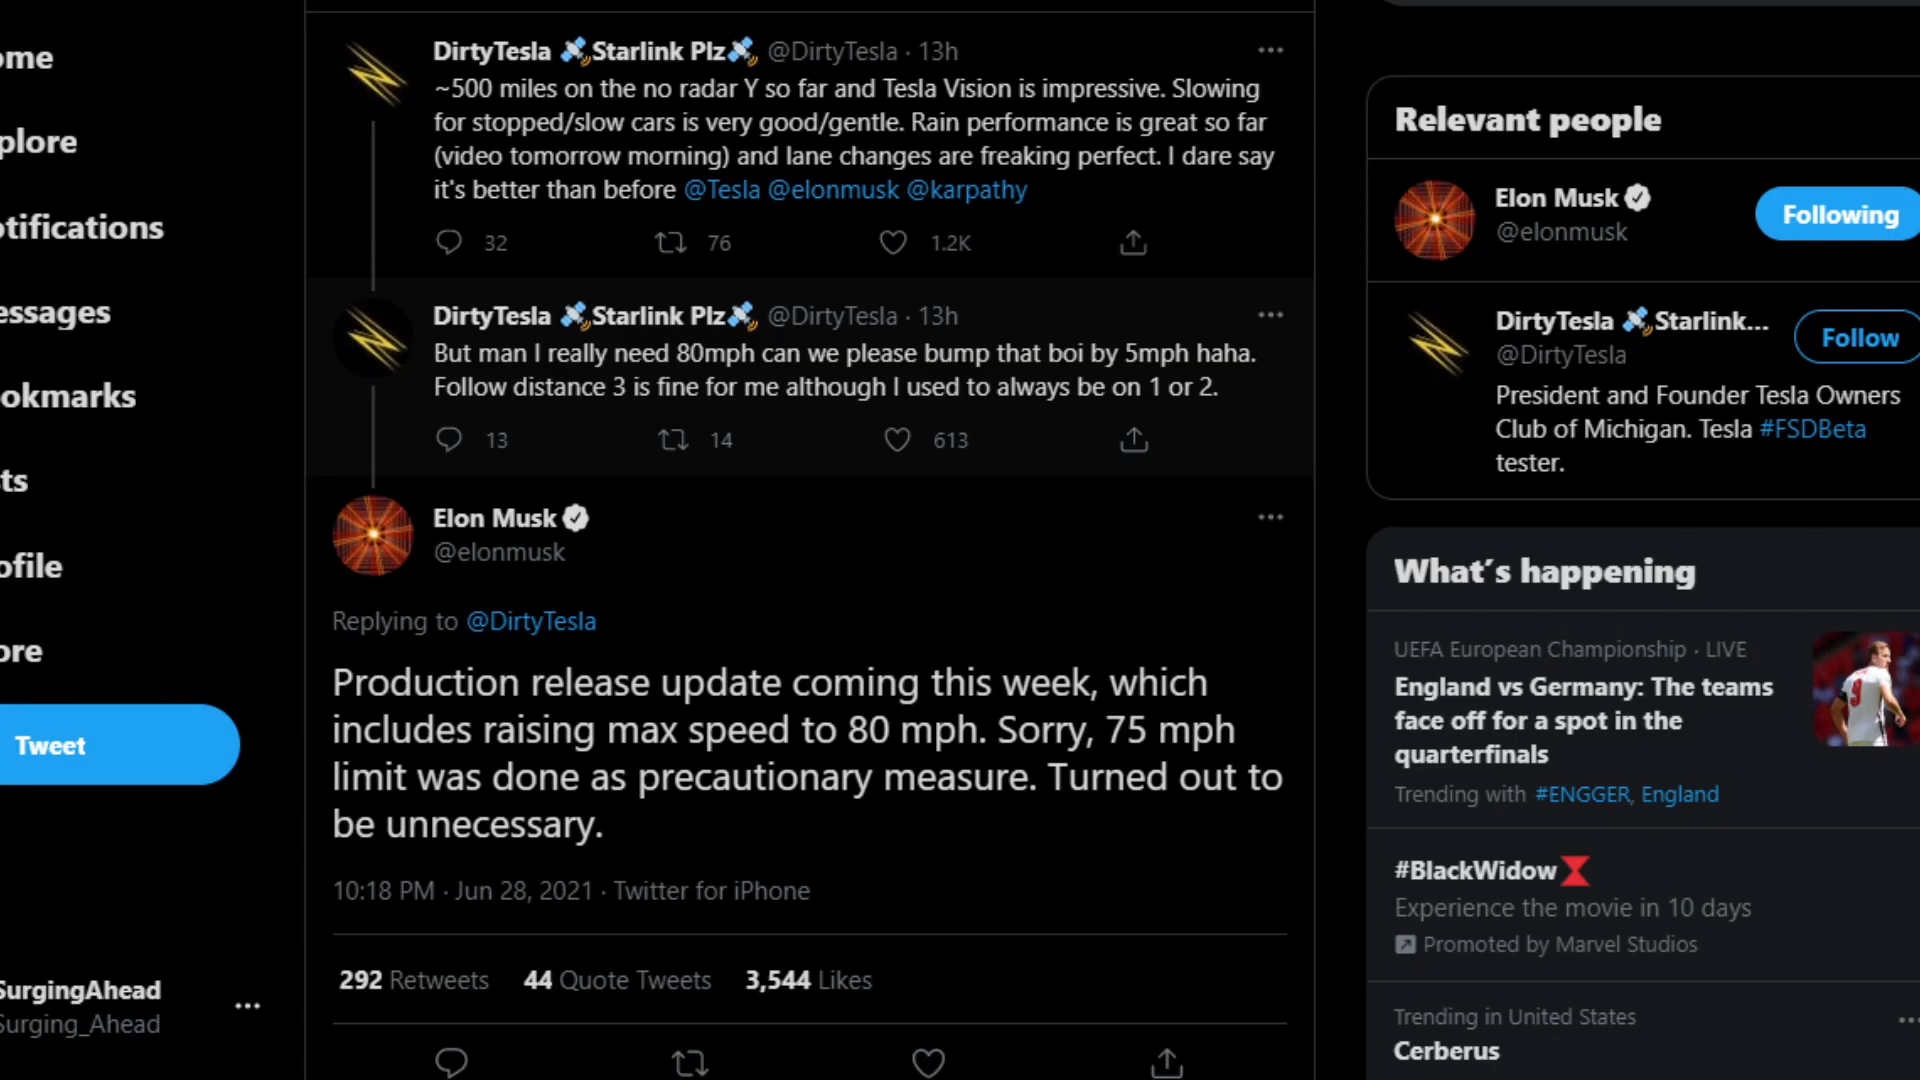 ome
plore
otifications
essages
okmarks
ts
ofile
ore
Tweet
SurgingAhead
Surging_Ahead
DirtyTesla 🛰️Starlink Plz🛰️ @DirtyTesla · 13h
~500 miles on the no radar Y so far and Tesla Vision is impressive. Slowing
for stopped/slow cars is very good/gentle. Rain performance is great so far
(video tomorrow morning) and lane changes are freaking perfect. I dare say
it's better than before @Tesla @elonmusk @karpathy
32 76 1.2K
DirtyTesla 🛰️Starlink Plz🛰️ @DirtyTesla · 13h
But man I really need 80mph can we please bump that boi by 5mph haha.
Follow distance 3 is fine for me although I used to always be on 1 or 2.
13 14 613
Elon Musk
@elonmusk
Replying to @DirtyTesla
Production release update coming this week, which
includes raising max speed to 80 mph. Sorry, 75 mph
limit was done as precautionary measure. Turned out to
be unnecessary.
10:18 PM · Jun 28, 2021 · Twitter for iPhone
292 Retweets 44 Quote Tweets 3,544 Likes
Relevant people
Elon Musk
@elonmusk
Following
DirtyTesla 🛰️Starlink...
@DirtyTesla
Follow
President and Founder Tesla Owners
Club of Michigan. Tesla #FSDBeta
tester.
What's happening
UEFA European Championship · LIVE
England vs Germany: The teams
face off for a spot in the
quarterfinals
Trending with #ENGGER, England
9
#BlackWidow
Experience the movie in 10 days
Promoted by Marvel Studios
Trending in United States
Cerberus